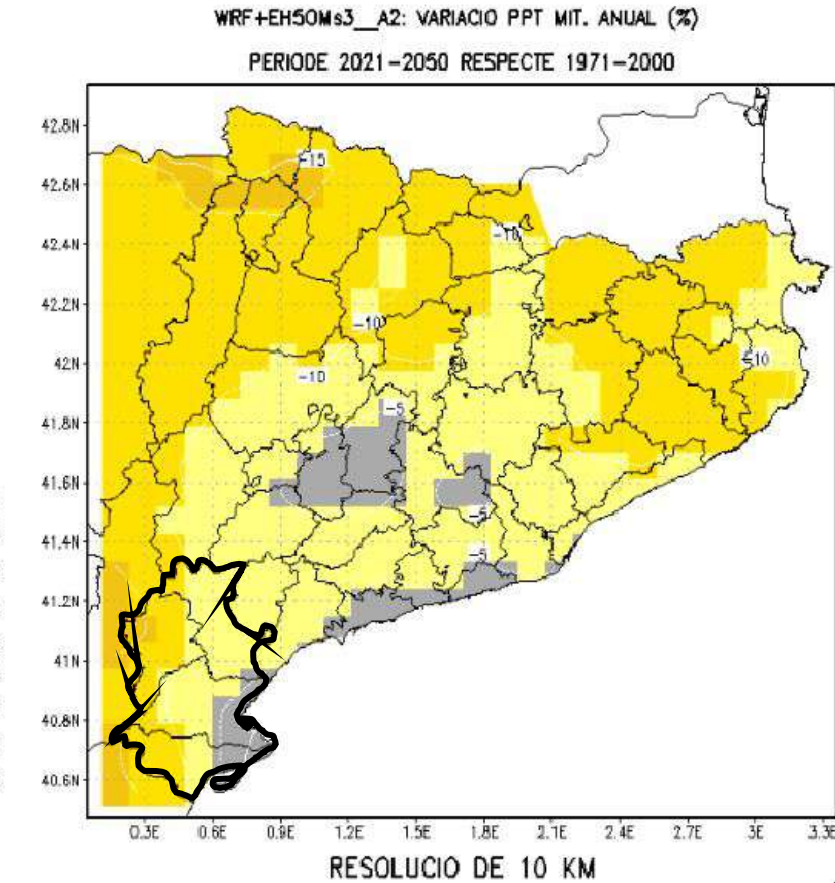 WRF+EH5OMs3__A2: VARIACIO PPT MIT. ANUAL (%)
PERIODE 2021-2050 RESPECTE 1971-2000
42.8N
42.6N
42.4N
42.2N
42N
41.8N
41.6N
41.4N
41.2N
41N
40.8N
40.6N
-15
-10
-10
-10
-10
-5
-5
-5
0.3E 0.6E 0.9E 1.2E 1.5E 1.8E 2.1E 2.4E 2.7E 3E 3.3E
RESOLUCIO DE 10 KM